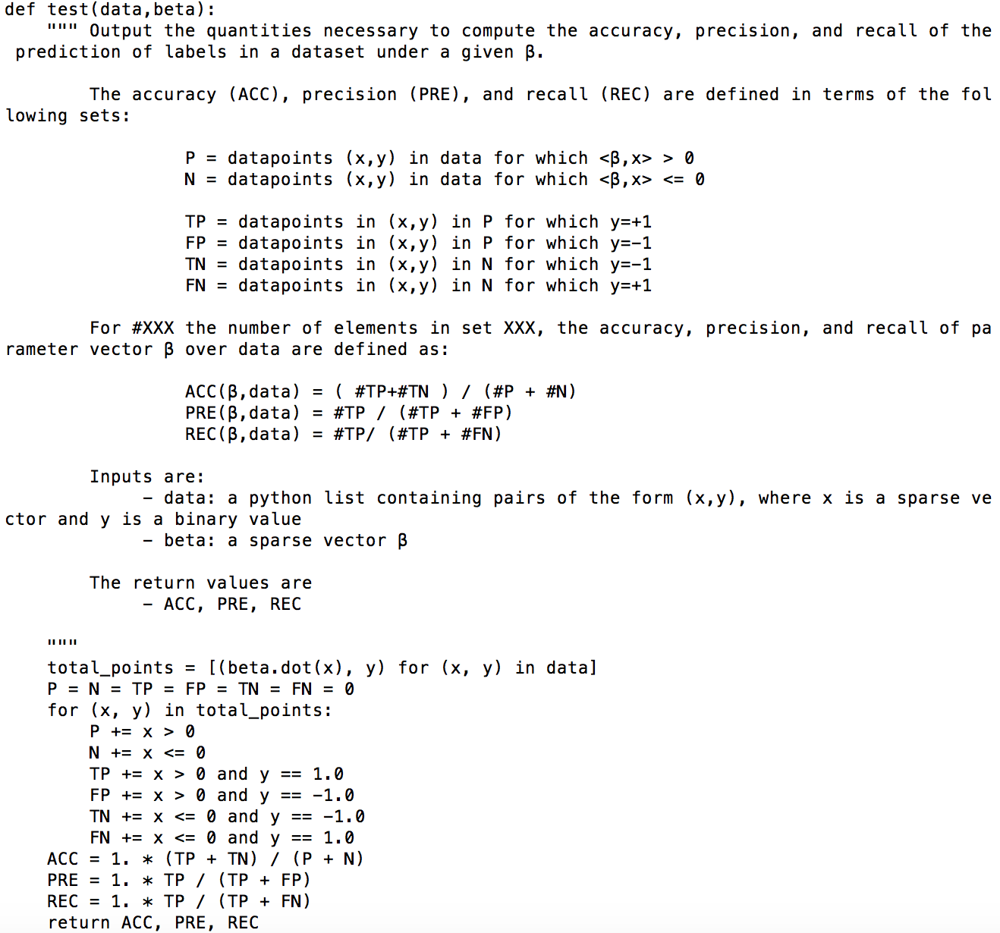 def test(data,beta):
    """ Output the quantities necessary to compute the accuracy, precision, and recall of the
 prediction of labels in a dataset under a given β.

        The accuracy (ACC), precision (PRE), and recall (REC) are defined in terms of the fol
lowing sets:

                 P = datapoints (x,y) in data for which <β,x> > 0
                 N = datapoints (x,y) in data for which <β,x> <= 0

                 TP = datapoints in (x,y) in P for which y=+1
                 FP = datapoints in (x,y) in P for which y=-1
                 TN = datapoints in (x,y) in N for which y=-1
                 FN = datapoints in (x,y) in N for which y=+1

        For #XXX the number of elements in set XXX, the accuracy, precision, and recall of pa
rameter vector β over data are defined as:

                 ACC(β,data) = ( #TP+#TN ) / (#P + #N)
                 PRE(β,data) = #TP / (#TP + #FP)
                 REC(β,data) = #TP/ (#TP + #FN)

        Inputs are:
             - data: a python list containing pairs of the form (x,y), where x is a sparse ve
ctor and y is a binary value
             - beta: a sparse vector β

        The return values are
             - ACC, PRE, REC

    """
    total_points = [(beta.dot(x), y) for (x, y) in data]
    P = N = TP = FP = TN = FN = 0
    for (x, y) in total_points:
        P += x > 0
        N += x <= 0
        TP += x > 0 and y == 1.0
        FP += x > 0 and y == -1.0
        TN += x <= 0 and y == -1.0
        FN += x <= 0 and y == 1.0
    ACC = 1. * (TP + TN) / (P + N)
    PRE = 1. * TP / (TP + FP)
    REC = 1. * TP / (TP + FN)
    return ACC, PRE, REC